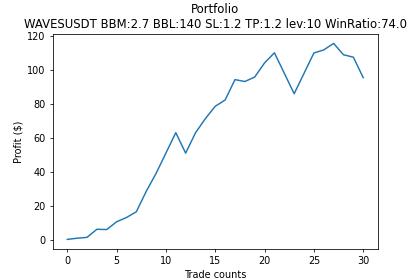 Portfolio
WAVESUSDT BBM:2.7 BBL:140 SL:1.2 TP:1.2 lev:10 WinRatio:74.0
120
100
80
60
40
20
0
Profit ($)
0 5 10 15 20 25 30
Trade counts